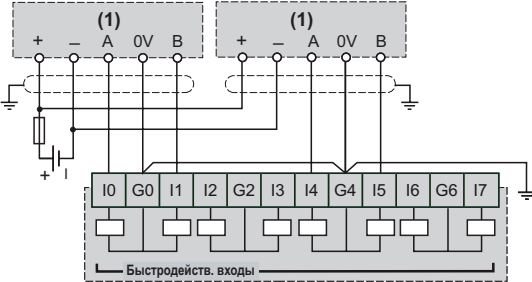 (1) (1)
+ – A 0V B + – A 0V B
+ I
I0 G0 I1 I2 G2 I3 I4 G4 I5 I6 G6 I7
Быстродейств. входы